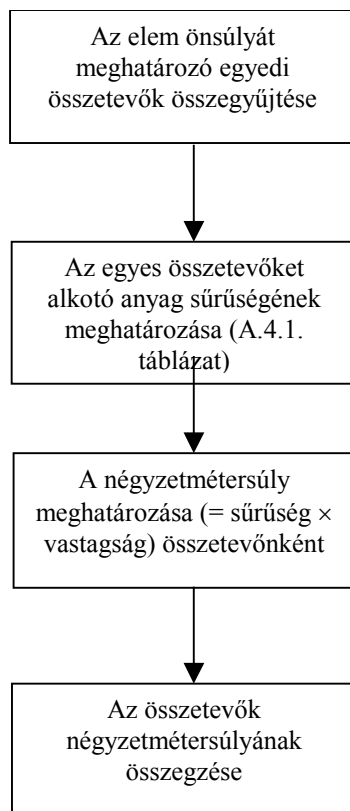 Az elem önsúlyát
meghatározó egyedi
összetevők összegyűjtése
Az egyes összetevőket
alkotó anyag sűrűségének
meghatározása (A.4.1.
táblázat)
A négyzetmétersúly
meghatározása (= sűrűség ×
vastagság) összetevőnként
Az összetevők
négyzetmétersúlyának
összegzése